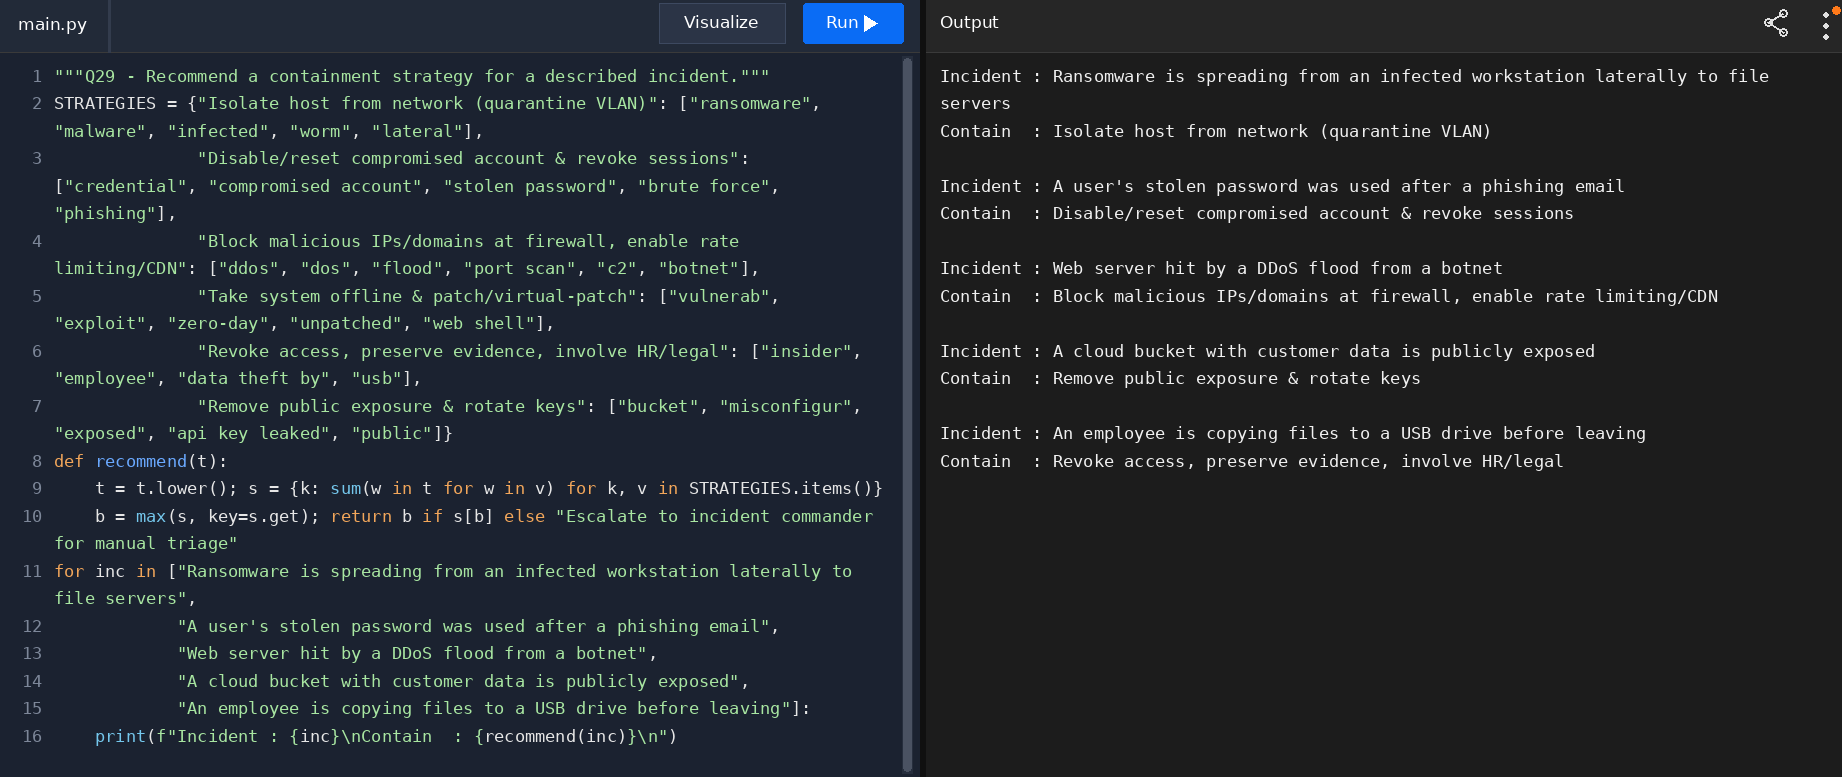 main.py
Visualize
Run
Output
1 """Q29 - Recommend a containment strategy for a described incident."""
2 STRATEGIES = {"Isolate host from network (quarantine VLAN)": ["ransomware",
"malware", "infected", "worm", "lateral"],
3               "Disable/reset compromised account & revoke sessions":
["credential", "compromised account", "stolen password", "brute force",
"phishing"],
4               "Block malicious IPs/domains at firewall, enable rate
limiting/CDN": ["ddos", "dos", "flood", "port scan", "c2", "botnet"],
5               "Take system offline & patch/virtual-patch": ["vulnerab",
"exploit", "zero-day", "unpatched", "web shell"],
6               "Revoke access, preserve evidence, involve HR/legal": ["insider",
"employee", "data theft by", "usb"],
7               "Remove public exposure & rotate keys": ["bucket", "misconfigur",
"exposed", "api key leaked", "public"]}
8 def recommend(t):
9     t = t.lower(); s = {k: sum(w in t for w in v) for k, v in STRATEGIES.items()}
10     b = max(s, key=s.get); return b if s[b] else "Escalate to incident commander
for manual triage"
11 for inc in ["Ransomware is spreading from an infected workstation laterally to
file servers",
12             "A user's stolen password was used after a phishing email",
13             "Web server hit by a DDoS flood from a botnet",
14             "A cloud bucket with customer data is publicly exposed",
15             "An employee is copying files to a USB drive before leaving"]:
16     print(f"Incident : {inc}\nContain  : {recommend(inc)}\n")
Incident : Ransomware is spreading from an infected workstation laterally to file
servers
Contain  : Isolate host from network (quarantine VLAN)
Incident : A user's stolen password was used after a phishing email
Contain  : Disable/reset compromised account & revoke sessions
Incident : Web server hit by a DDoS flood from a botnet
Contain  : Block malicious IPs/domains at firewall, enable rate limiting/CDN
Incident : A cloud bucket with customer data is publicly exposed
Contain  : Remove public exposure & rotate keys
Incident : An employee is copying files to a USB drive before leaving
Contain  : Revoke access, preserve evidence, involve HR/legal